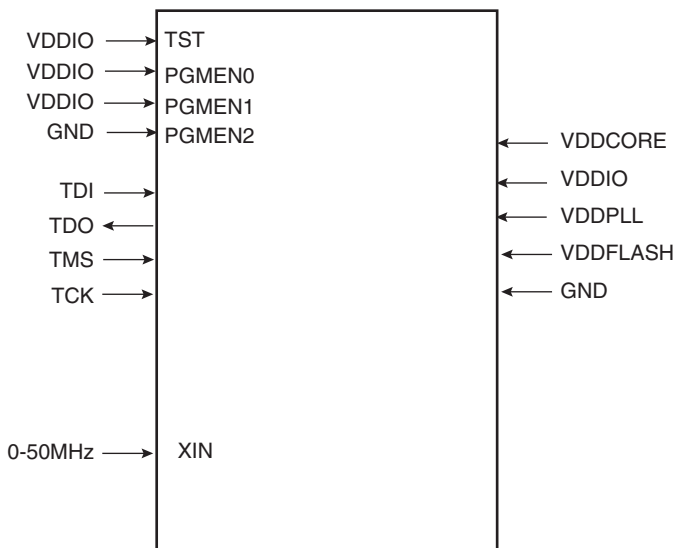 VDDIO TST
VDDIO PGMEN0
VDDIO PGMEN1
GND PGMEN2
VDDCORE
TDI VDDIO
TDO VDDPLL
TMS VDDFLASH
TCK GND
0-50MHz XIN